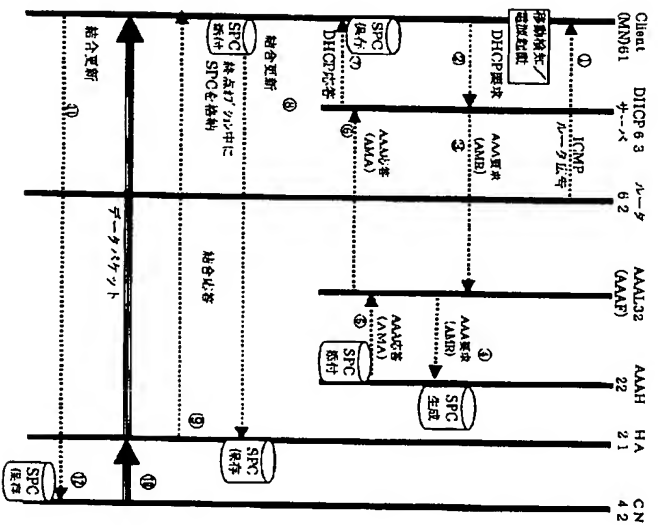 Client
(MN)61
DHCP63
サーバ
ルータ
62
AAAL32
(AAAF)
AAAH
22
HA
21
CN
42
移動検知/
電源起動
①
ICMP
ルータ広告
②
DHCP要求
③
AAA要求
(AMR)
④
AAA要求
(AMR)
SPC
生成
SPC
添付
⑤
AAA応答
(AMA)
⑥
AAA応答
(AMA)
⑦
DHCP応答
SPC
保存
⑧
結合更新
SPC
添付
終点オプション中に
SPCを格納
SPC
保存
⑨
結合応答
⑩
データパケット
⑪
結合更新
⑫
SPC
保存